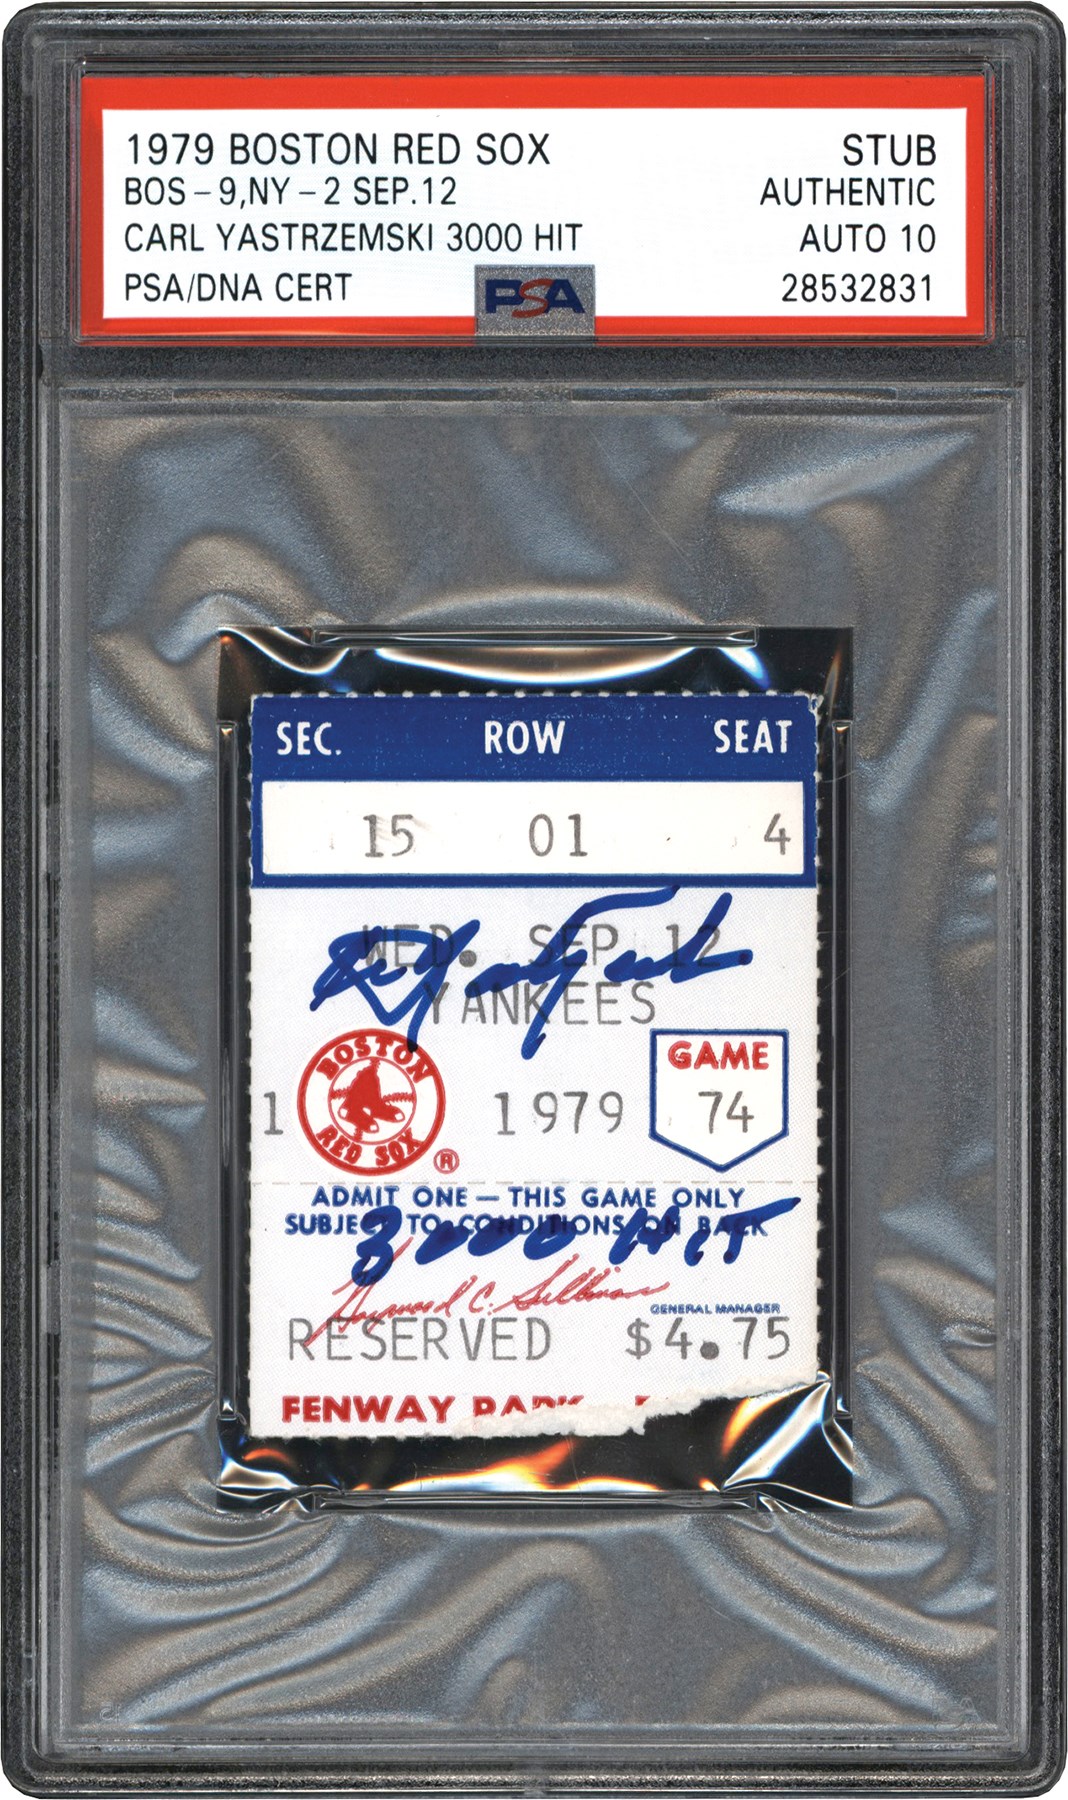 1979 BOSTON RED SOX STUB
BOS-9,NY-2 SEP.12 AUTHENTIC
CARL YASTRZEMSKI 3000 HIT AUTO 10
PSA/DNA CERT 28532831
PSA
SEC. ROW SEAT
15 01 4
WED. SEP 12.
YANKEES
BOSTON RED SOX ®
GAME
1 1979 74
ADMIT ONE — THIS GAME ONLY
SUBJECT TO CONDITIONS ON BACK
3000 Hit
Haywood C. Sullivan
GENERAL MANAGER
RESERVED $4.75
FENWAY PARK